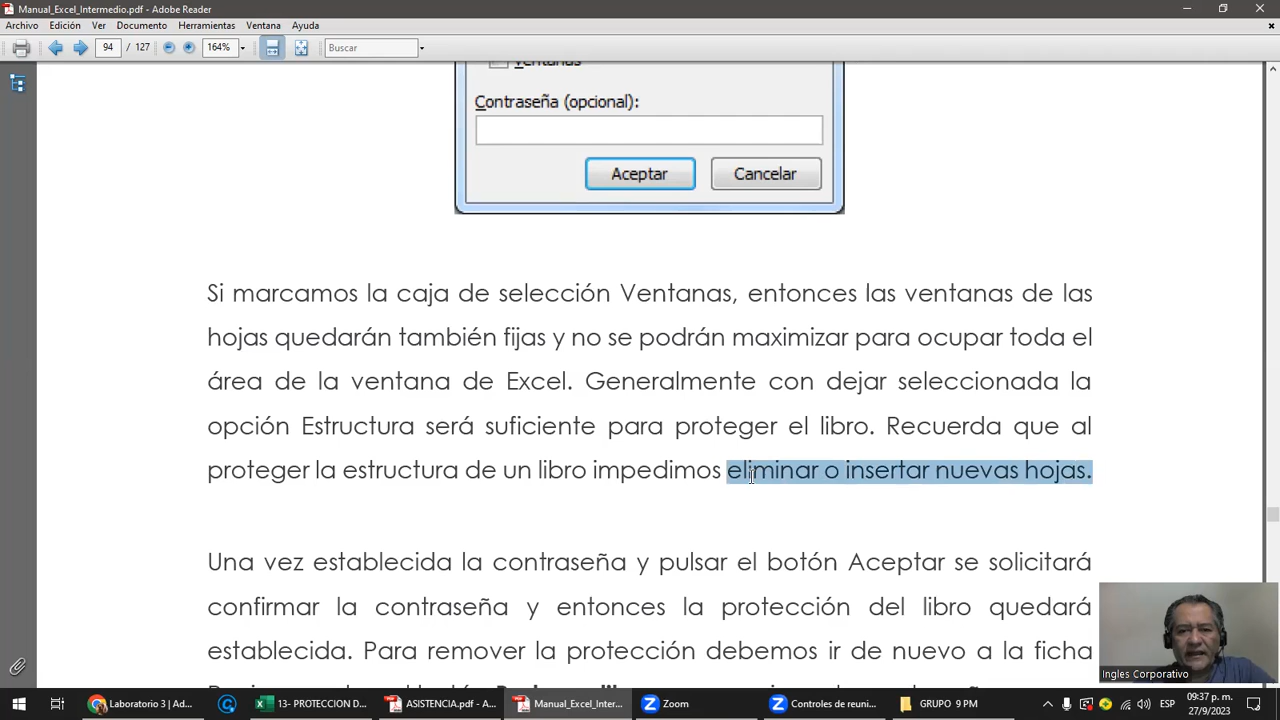 Manual_Excel_Intermedio.pdf - Adobe Reader
Archivo Edición Ver Documento Herramientas Ventana Ayuda
94 / 127 164% Buscar
Ventanas
Contraseña (opcional):
Aceptar Cancelar
Si marcamos la caja de selección Ventanas, entonces las ventanas de las
hojas quedarán también fijas y no se podrán maximizar para ocupar toda el
área de la ventana de Excel. Generalmente con dejar seleccionada la
opción Estructura será suficiente para proteger el libro. Recuerda que al
proteger la estructura de un libro impedimos eliminar o insertar nuevas hojas.
Una vez establecida la contraseña y pulsar el botón Aceptar se solicitará
confirmar la contraseña y entonces la protección del libro quedará
establecida. Para remover la protección debemos ir de nuevo a la ficha
Ingles Corporativo
Laboratorio 3 | Ad... 13- PROTECCION D... ASISTENCIA.pdf - A... Manual_Excel_Inter... Zoom Controles de reuni... GRUPO 9 PM ESP 09:37 p. m.
27/9/2023